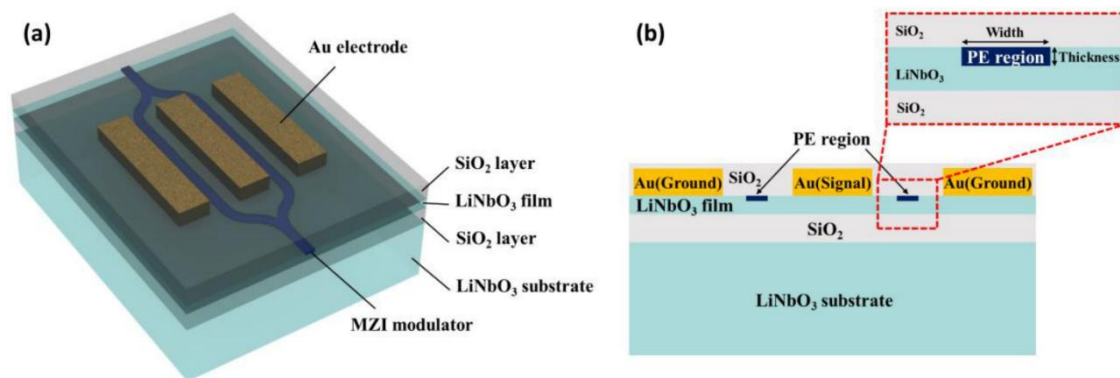 (a)
Au electrode
SiO₂ layer
LiNbO₃ film
SiO₂ layer
LiNbO₃ substrate
MZI modulator
(b)
SiO₂
Width
PE region
Thickness
LiNbO₃
SiO₂
PE region
Au(Ground)
SiO₂
Au(Signal)
Au(Ground)
LiNbO₃ film
SiO₂
LiNbO₃ substrate